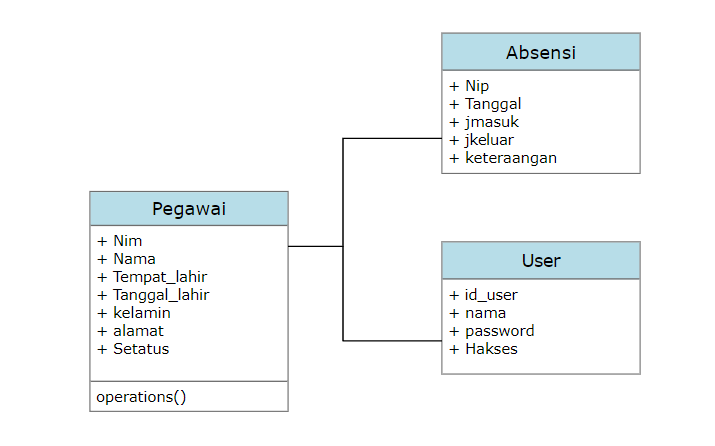 Absensi
+ Nip
+ Tanggal
+ jmasuk
+ jkeluar
+ keteraangan
Pegawai
+ Nim
+ Nama
+ Tempat_lahir
+ Tanggal_lahir
+ kelamin
+ alamat
+ Setatus
operations()
User
+ id_user
+ nama
+ password
+ Hakses